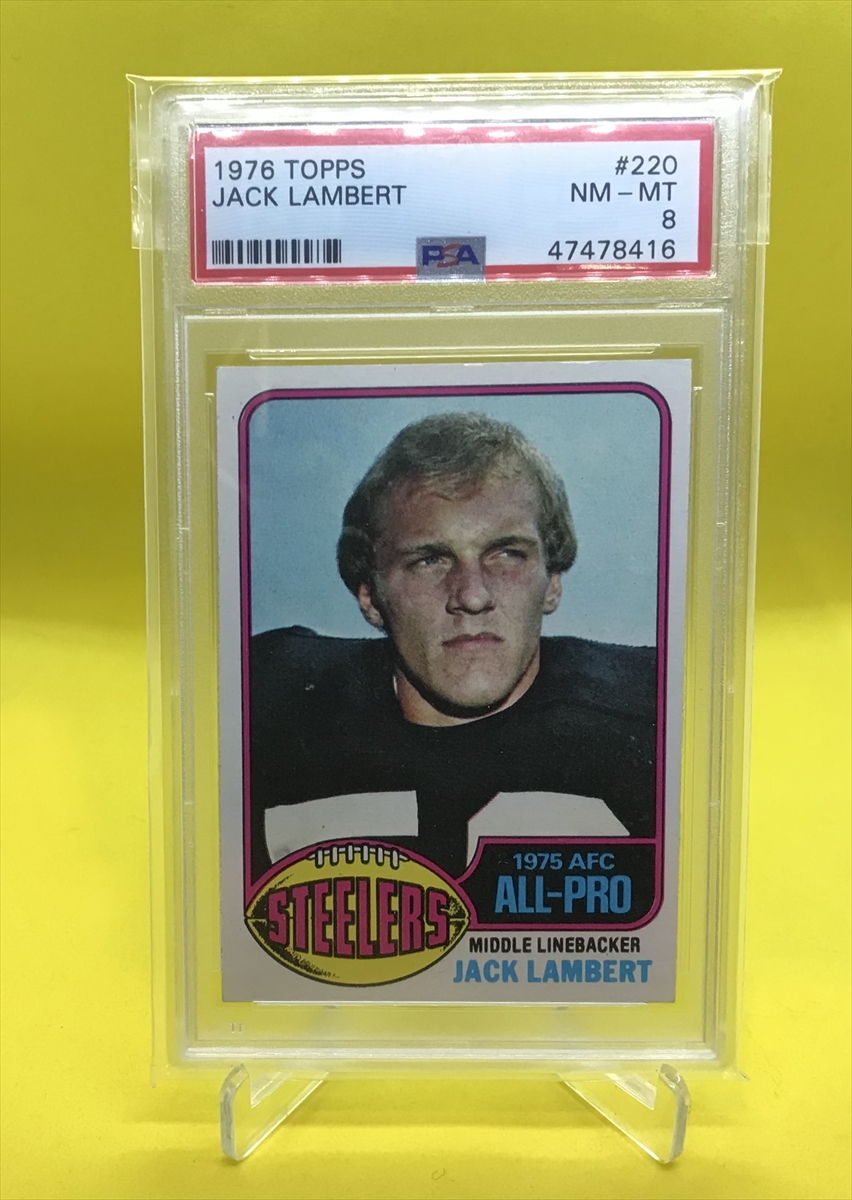 1976 TOPPS #220
JACK LAMBERT NM - MT
8
PSA 47478416
STEELERS
1975 AFC
ALL-PRO
MIDDLE LINEBACKER
JACK LAMBERT